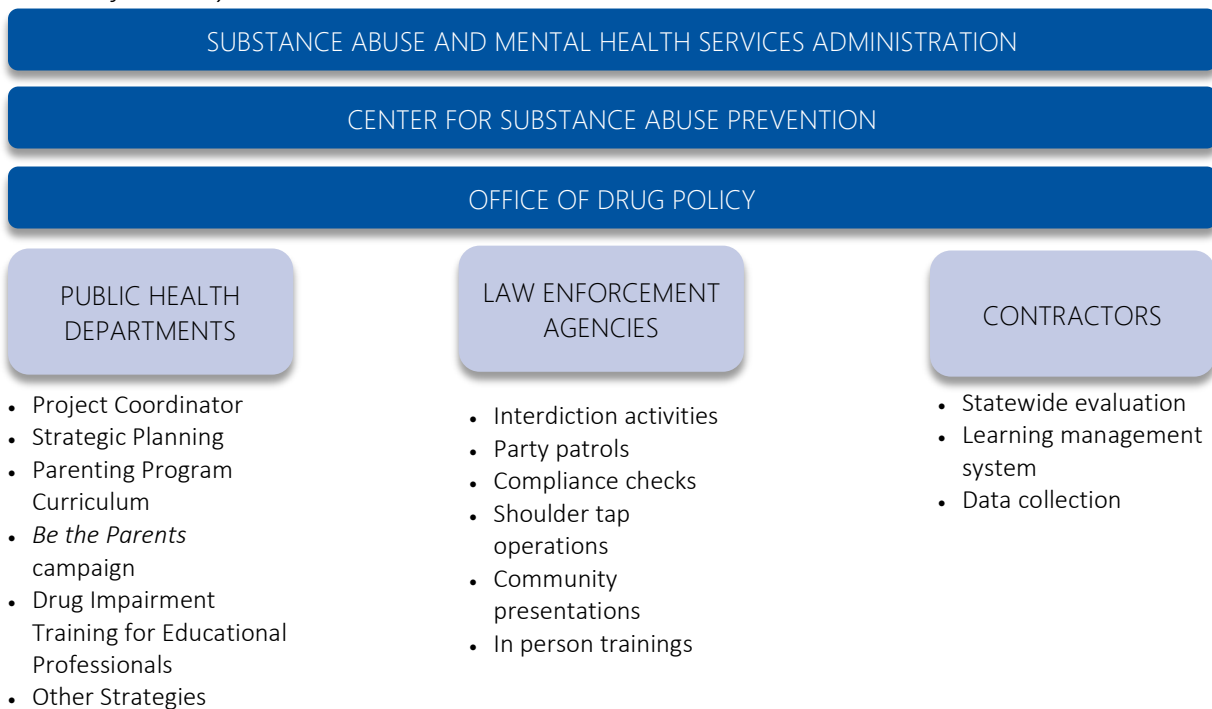 SUBSTANCE ABUSE AND MENTAL HEALTH SERVICES ADMINISTRATION
CENTER FOR SUBSTANCE ABUSE PREVENTION
OFFICE OF DRUG POLICY
PUBLIC HEALTH
DEPARTMENTS
• Project Coordinator
• Strategic Planning
• Parenting Program
Curriculum
• Be the Parents
campaign
• Drug Impairment
Training for Educational
Professionals
• Other Strategies
LAW ENFORCEMENT
AGENCIES
• Interdiction activities
• Party patrols
• Compliance checks
• Shoulder tap
operations
• Community
presentations
• In person trainings
CONTRACTORS
• Statewide evaluation
• Learning management
system
• Data collection